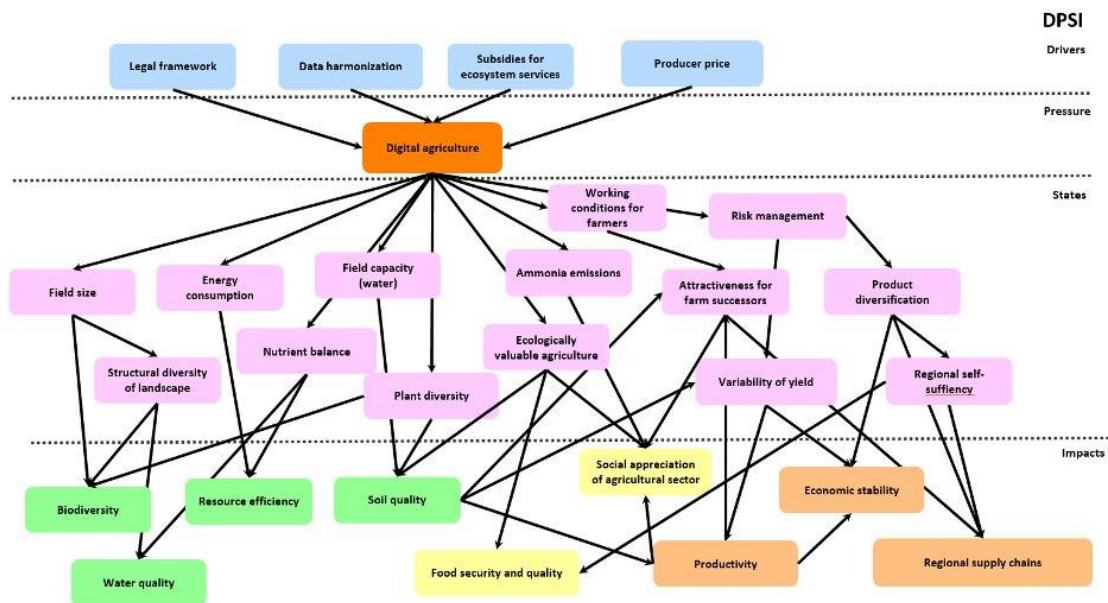 DPSI
Drivers
Legal framework
Data harmonization
Subsidies for
ecosystem services
Producer price
Pressure
Digital agriculture
States
Working
conditions for
farmers
Risk management
Field size
Energy
consumption
Field capacity
(water)
Ammonia emissions
Attractiveness for
farm successors
Product
diversification
Structural diversity
of landscape
Nutrient balance
Plant diversity
Ecologically
valuable agriculture
Variability of yield
Regional self-
suffiency
Impacts
Biodiversity
Resource efficiency
Soil quality
Social appreciation
of agricultural sector
Economic stability
Water quality
Food security and quality
Productivity
Regional supply chains